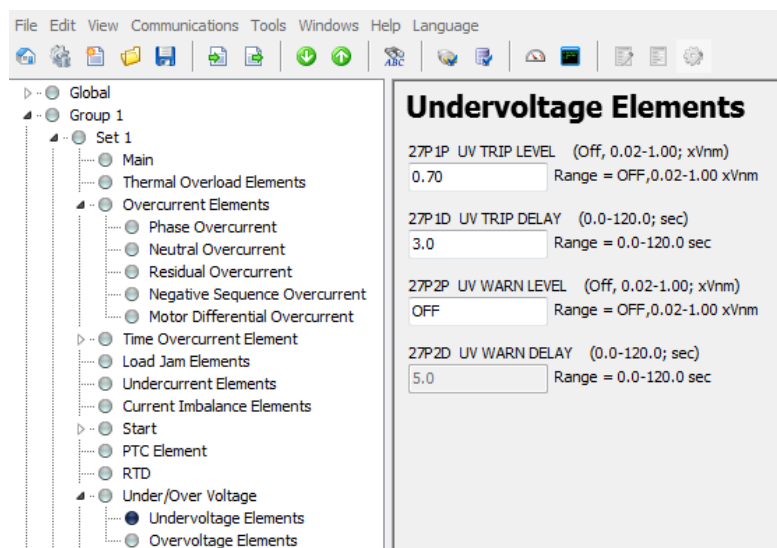 File Edit View Communications Tools Windows Help Language
ABC
Global
Group 1
Set 1
Main
Thermal Overload Elements
Overcurrent Elements
Phase Overcurrent
Neutral Overcurrent
Residual Overcurrent
Negative Sequence Overcurrent
Motor Differential Overcurrent
Time Overcurrent Element
Load Jam Elements
Undercurrent Elements
Current Imbalance Elements
Start
PTC Element
RTD
Under/Over Voltage
Undervoltage Elements
Overvoltage Elements
Undervoltage Elements
27P1P UV TRIP LEVEL (Off, 0.02-1.00; xVnm)
0.70 Range = OFF,0.02-1.00 xVnm
27P1D UV TRIP DELAY (0.0-120.0; sec)
3.0 Range = 0.0-120.0 sec
27P2P UV WARN LEVEL (Off, 0.02-1.00; xVnm)
OFF Range = OFF,0.02-1.00 xVnm
27P2D UV WARN DELAY (0.0-120.0; sec)
5.0 Range = 0.0-120.0 sec